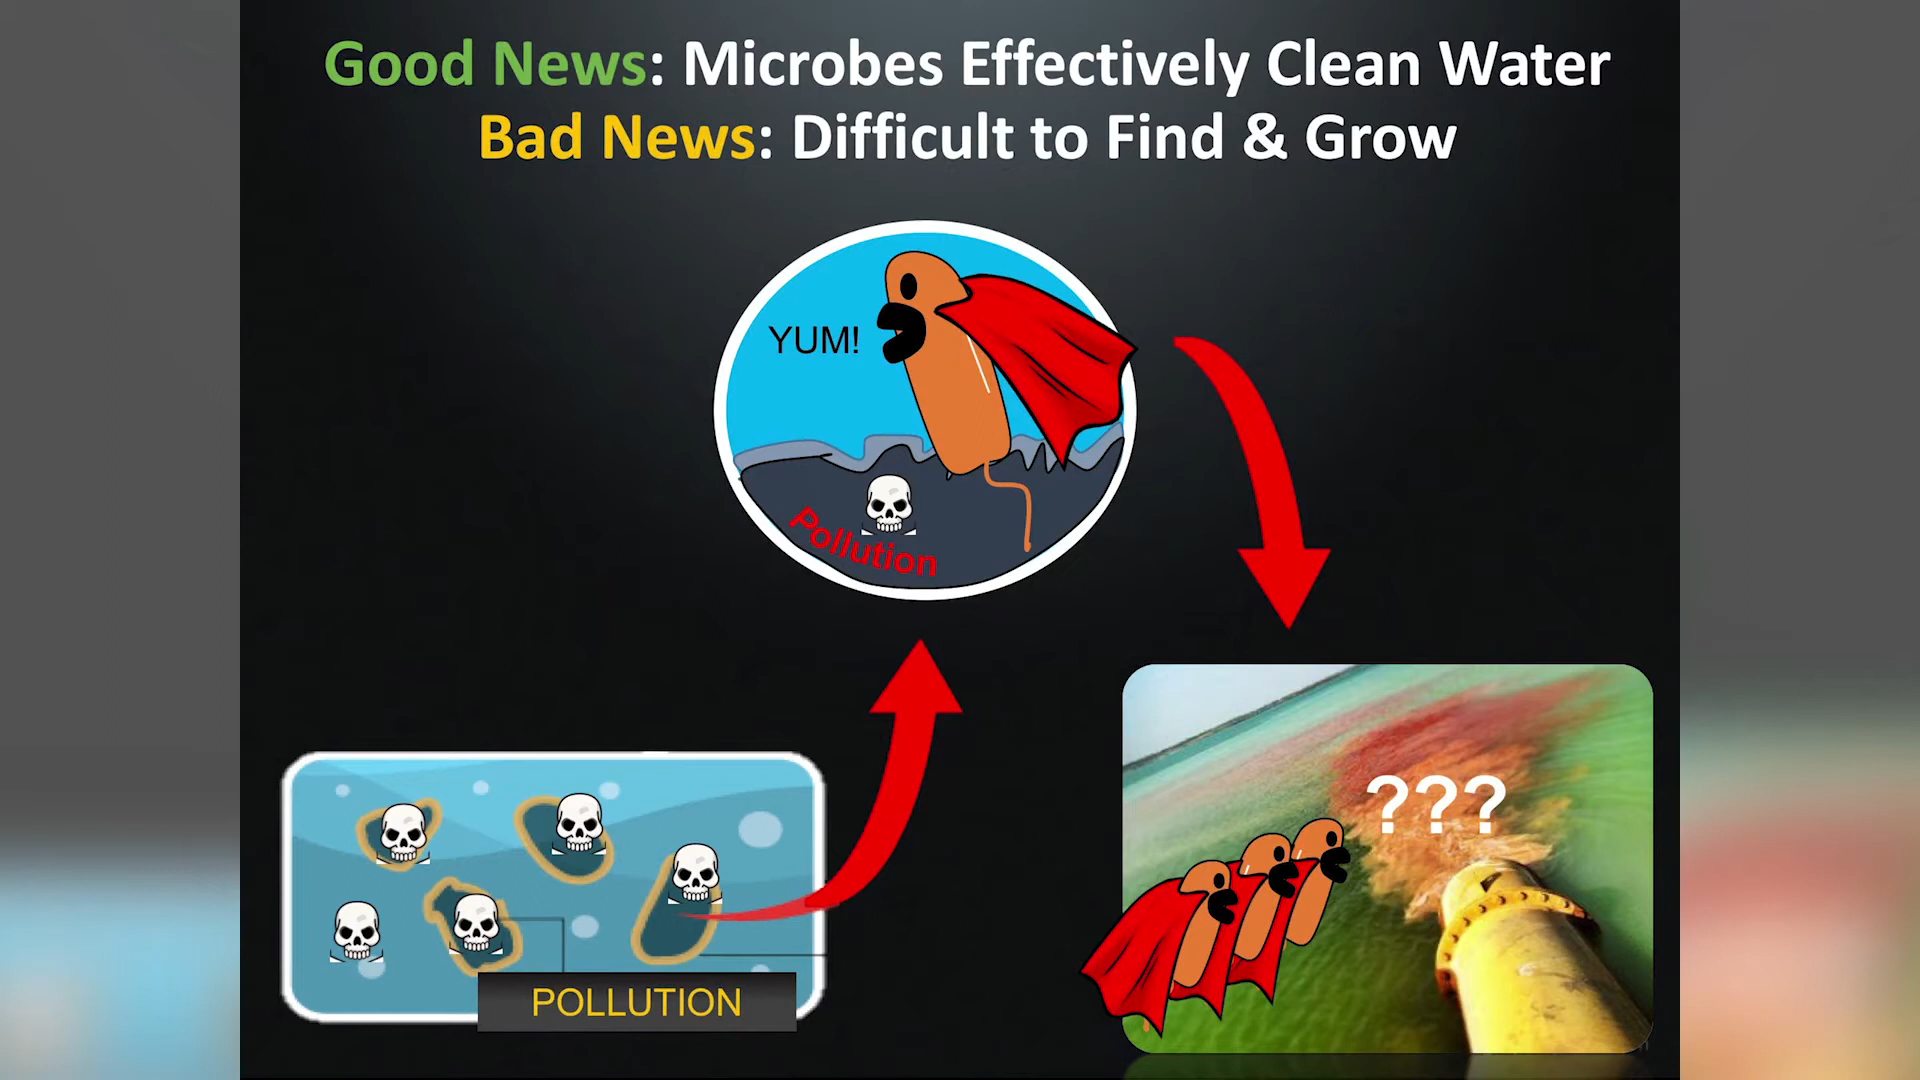 Good News: Microbes Effectively Clean Water
Bad News: Difficult to Find & Grow
YUM!
Pollution
???
POLLUTION